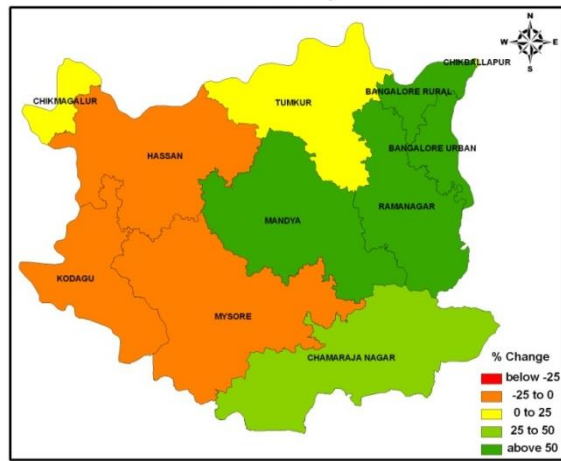 N
W E
S
CHIKBALLAPUR
CHIKMAGALUR
TUMKUR
BANGALORE RURAL
BANGALORE URBAN
HASSAN
RAMANAGAR
MANDYA
KODAGU
MYSORE
CHAMARAJA NAGAR
% Change
below -25
-25 to 0
0 to 25
25 to 50
above 50